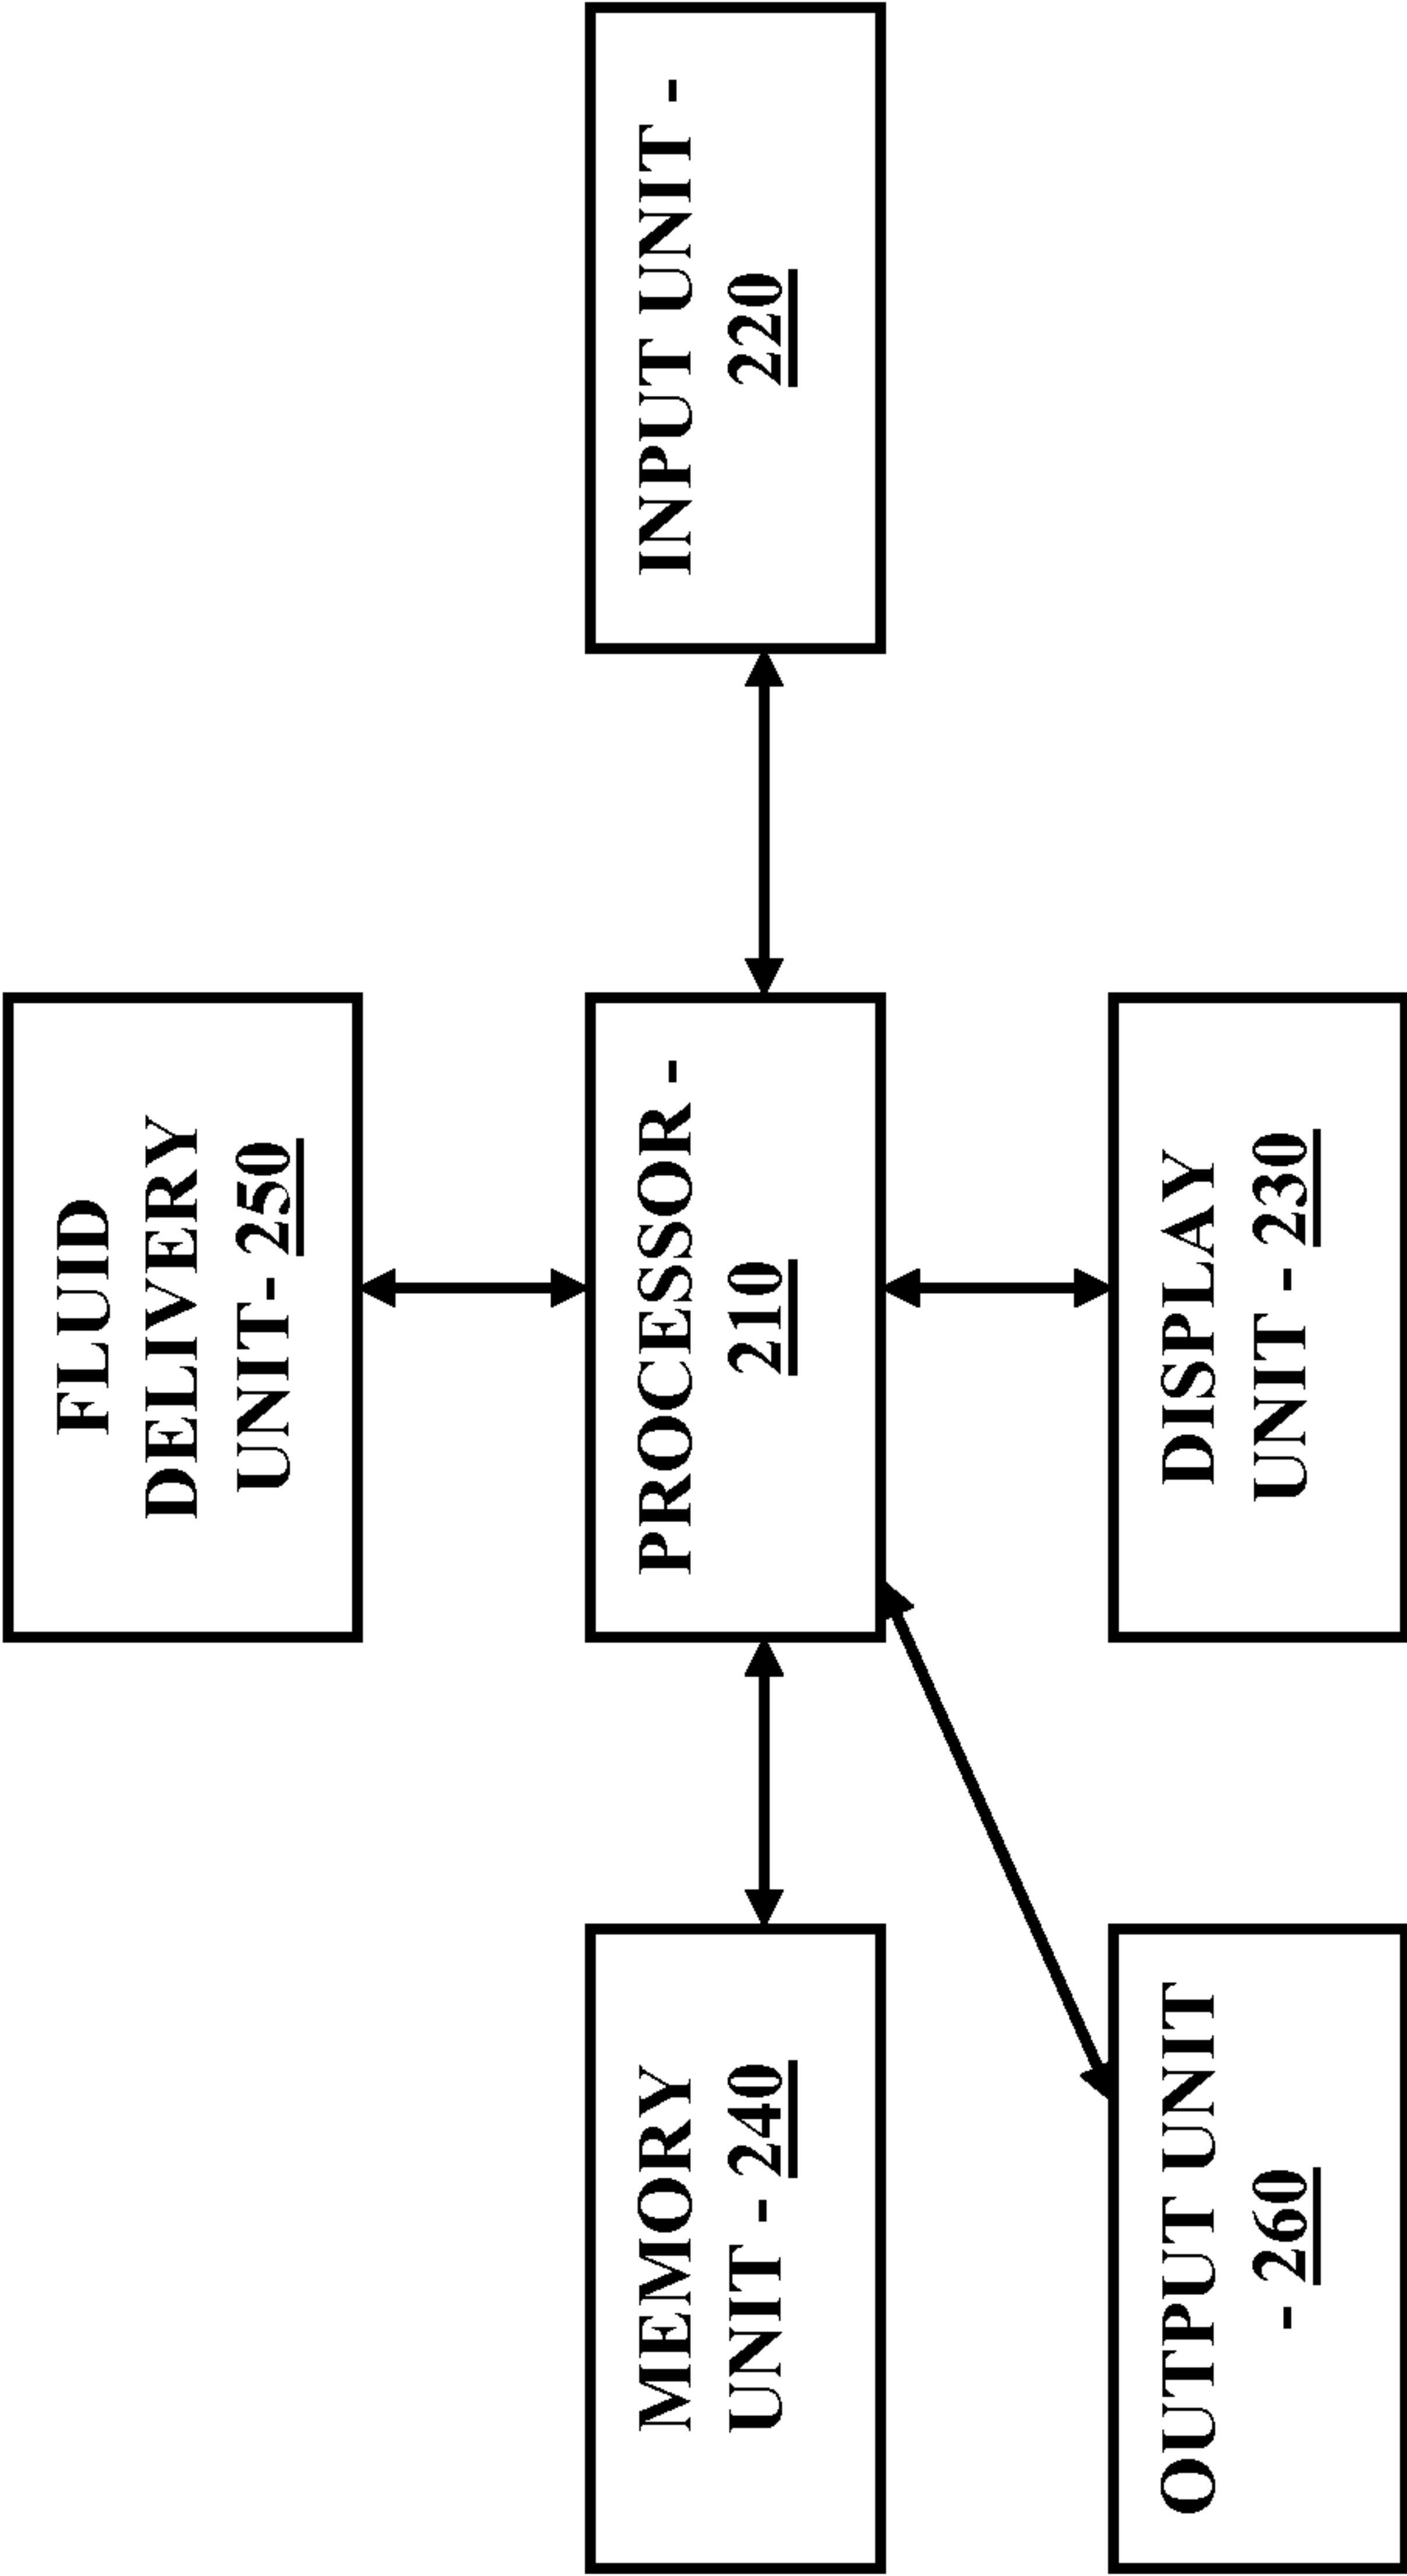 FLUID
DELIVERY
UNIT- 250
MEMORY
UNIT - 240
PROCESSOR -
210
INPUT UNIT -
220
OUTPUT UNIT
- 260
DISPLAY
UNIT - 230